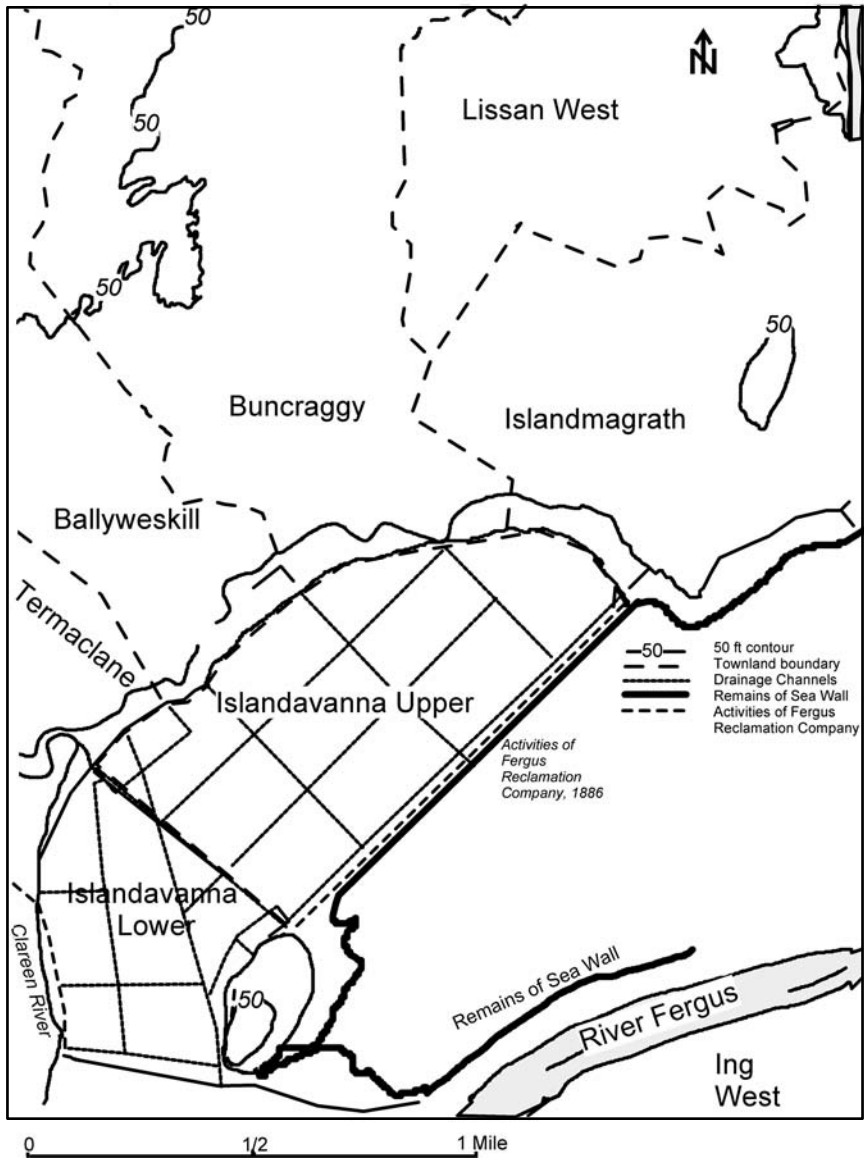 50
N
Lissan West
50
50
50
Buncraggy
Islandmagrath
Ballyweskill
Termaclane
50 50 ft contour
Townland boundary
Drainage Channels
Remains of Sea Wall
Activities of Fergus
Reclamation Company
Islandavanna Upper
Activities of
Fergus
Reclamation
Company, 1886
Islandavanna
Lower
Clareen River
50
Remains of Sea Wall
River Fergus
Ing
West
0 1/2 1 Mile